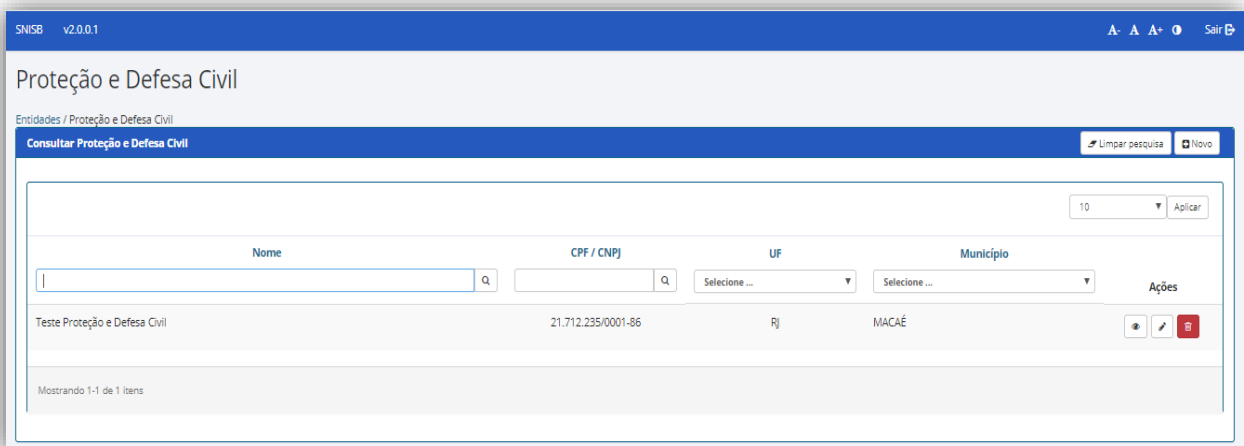 SNISB v2.0.0.1 A- A A+ Sair
Proteção e Defesa Civil
Entidades / Proteção e Defesa Civil
Consultar Proteção e Defesa Civil Limpar pesquisa Novo
10 Aplicar
Nome CPF / CNPJ UF Município
Selecione ... Selecione ... Ações
Teste Proteção e Defesa Civil 21.712.235/0001-86 RJ MACAÉ
Mostrando 1-1 de 1 itens